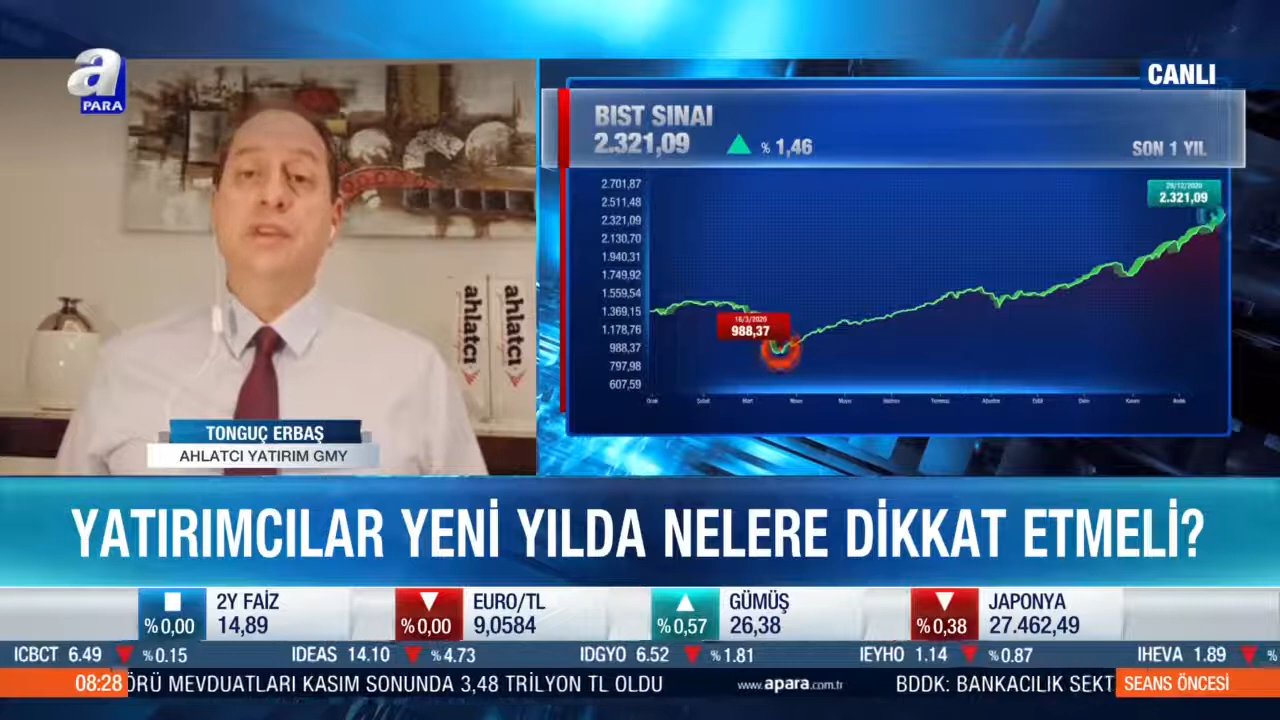 a
PARA
CANLI
BIST SINAI
2.321,09
% 1,46
SON 1 YIL
2.701,87
2.511,48
2.321,09
2.130,70
1.940,31
1.749,92
1.559,54
1.369,15
1.178,76
988,37
797,98
607,59
2.321,09
16/3/2020
988,37
ahlatcı
ahlatcı
TONGUÇ ERBAŞ
AHLATCI YATIRIM GMY
YATIRIMCILAR YENİ YILDA NELERE DİKKAT ETMELİ?
%0,00 2Y FAİZ 14,89
%0,00 EURO/TL 9,0584
%0,57 GÜMÜŞ 26,38
%0,38 JAPONYA 27.462,49
ICBCT 6.49 %0.15 IDEAS 14.10 %4.73 IDGYO 6.52 %1.81 IEYHO 1.14 %0.87 IHEVA 1.89 %
08:28 ÖRÜ MEVDUATLARI KASIM SONUNDA 3,48 TRİLYON TL OLDU www.apara.com.tr BDDK: BANKACILIK SEKT SEANS ÖNCESİ